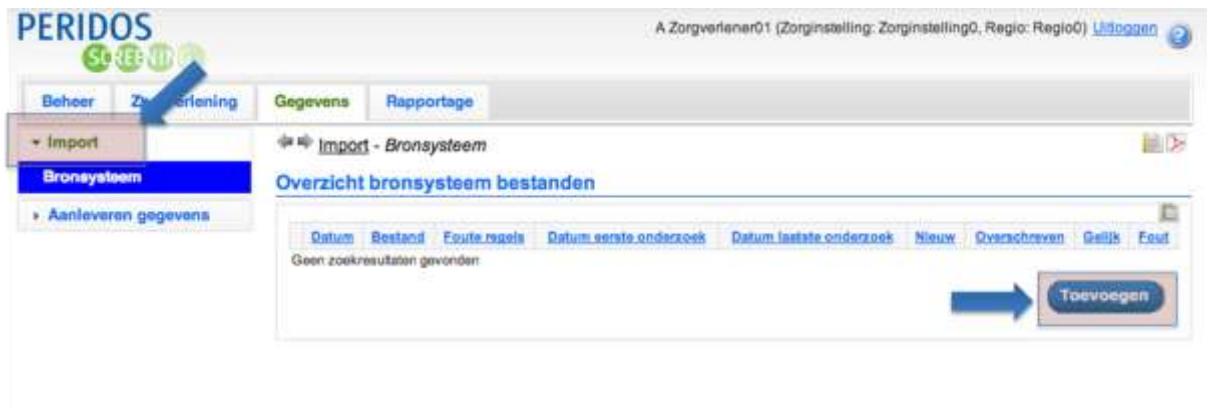 PERIDOS
A Zorgverlener01 (Zorginstelling: Zorginstelling0, Regio: Regio0) Uitloggen
SCREENING
Beheer Gegevens Rapportage
Import
Import - Bronsysteem
Bronsysteem
Overzicht bronsysteem bestanden
Aanleveren gegevens
Datum Bestand Foute regels Datum eerste onderzoek Datum laatste onderzoek Nieuw Overschreven Gelijk Fout
Geen zoekresultaten gevonden
Toevoegen